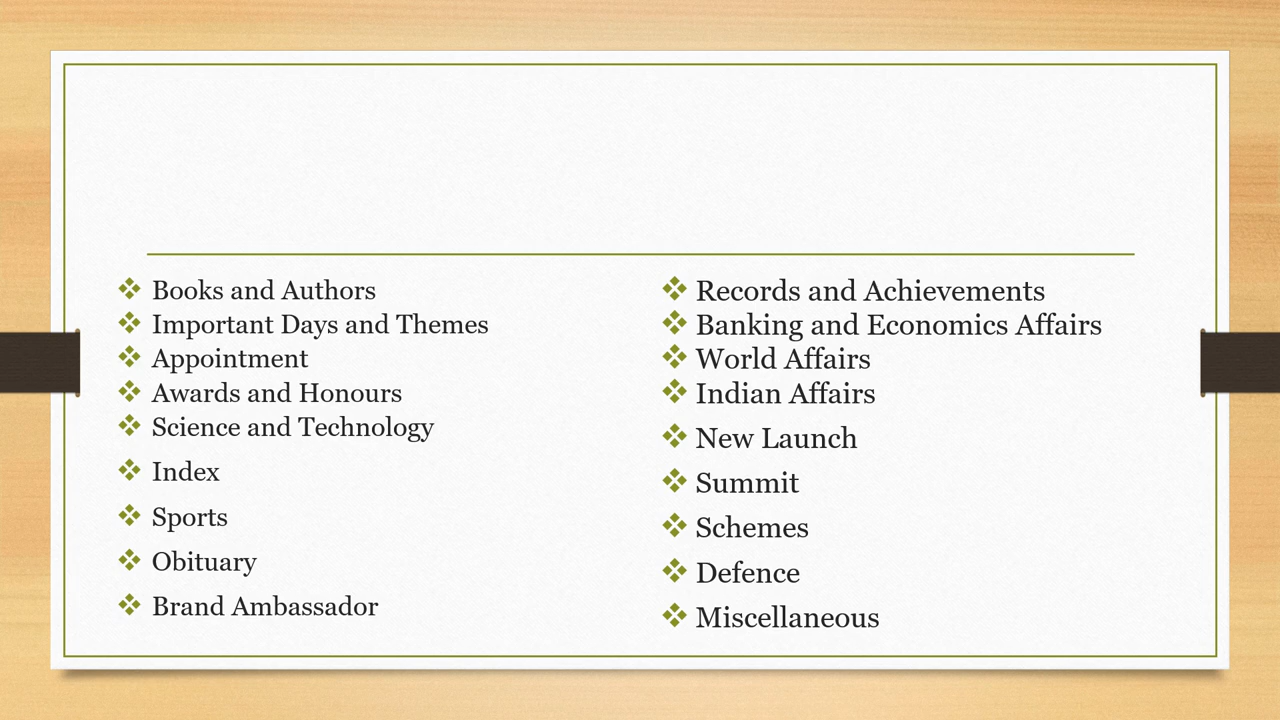 Books and Authors
Important Days and Themes
Appointment
Awards and Honours
Science and Technology
Index
Sports
Obituary
Brand Ambassador
Records and Achievements
Banking and Economics Affairs
World Affairs
Indian Affairs
New Launch
Summit
Schemes
Defence
Miscellaneous